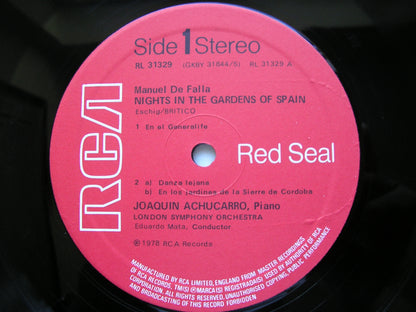 Side 1 Stereo
RL 31329 (GKBY 31644/5) RL 31329 A
Manuel De Falla
NIGHTS IN THE GARDENS OF SPAIN
Eschig/BRITICO
1 En el Generalife
RCA
Red Seal
2 a) Danza lejana
b) En los jardines de la Sierre de Cordoba
JOAQUIN ACHUCARRO, Piano
LONDON SYMPHONY ORCHESTRA
Eduardo Mata, Conductor
℗ 1978 RCA Records
MANUFACTURED BY RCA LIMITED, ENGLAND FROM MASTER RECORDINGS
OF RCA RECORDS. TM(S) ® MARCA(S) REGISTRADA(S) USED BY AUTHORITY OF RCA
CORPORATION. ALL RIGHTS RESERVED. UNAUTHORISED COPYING, PUBLIC PERFORMANCE
AND BROADCASTING OF THIS RECORD FORBIDDEN